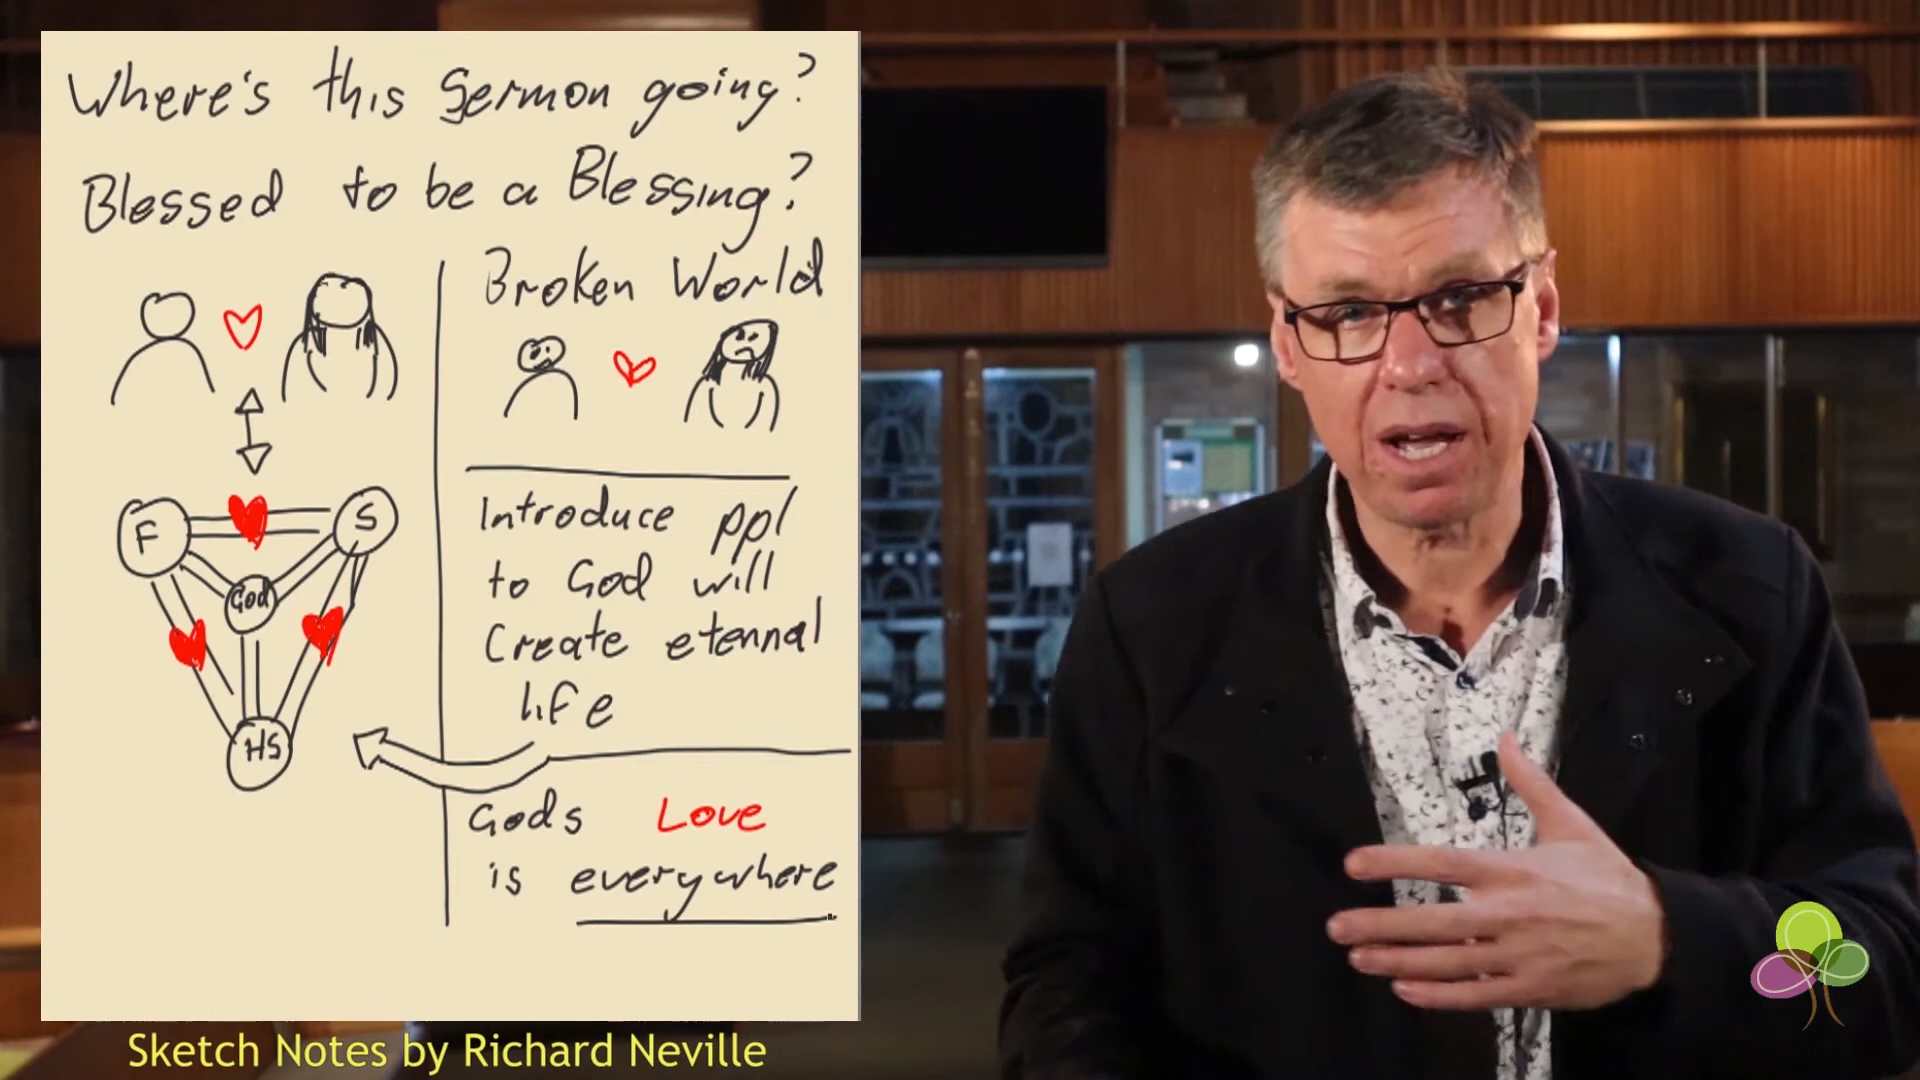 Where's this Sermon going?
Blessed to be a Blessing?
Broken World
F
S
God
HS
Introduce ppl
to God will
Create eternal
life
Gods Love
is everywhere
Sketch Notes by Richard Neville